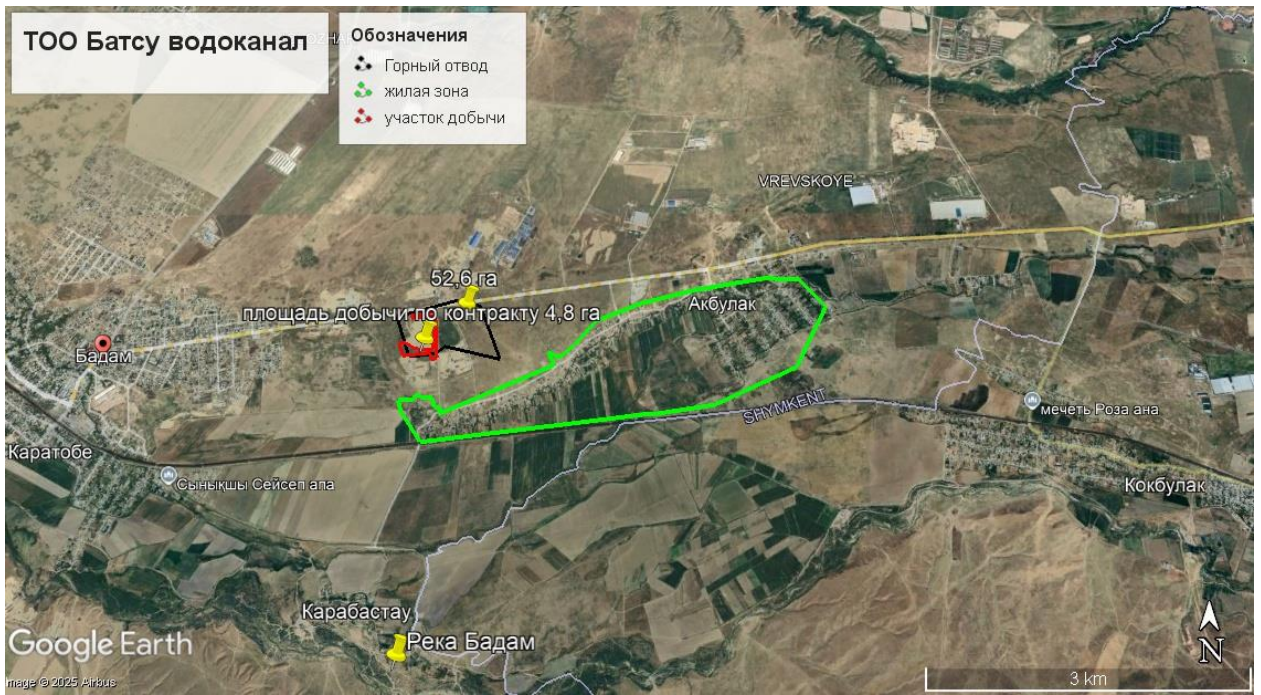 ТОО Батсу водоканал
Обозначения
Горный отвод
жилая зона
участок добычи
VREVSKOYE
52,6 га
площадь добычи по контракту 4,8 га
Акбулак
Бадам
SHYMKENT
мечеть Роза ана
Каратобе
Сынықшы Сейсеп апа
Кокбулак
Карабастау
Река Бадам
Google Earth
N
3 km
mage © 2025 Airbus